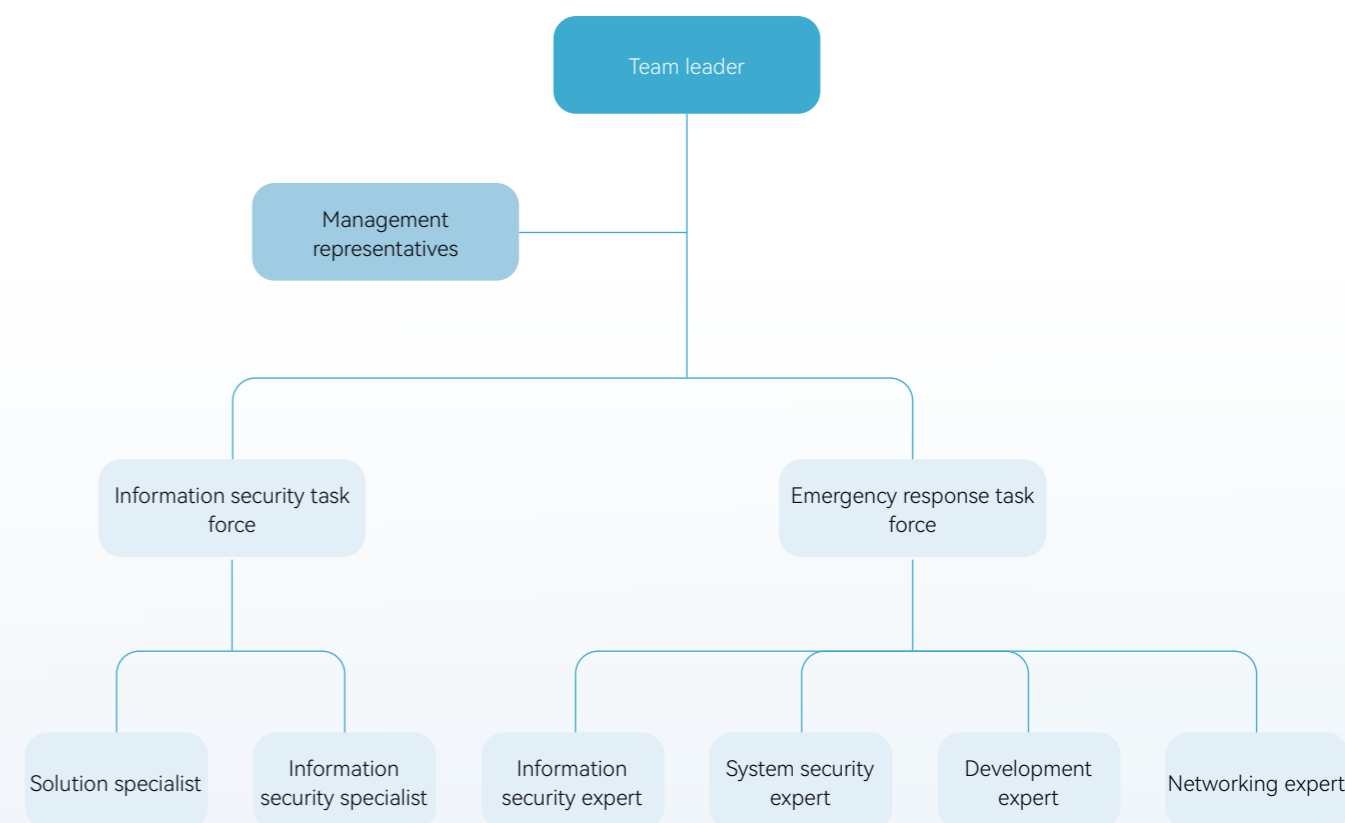 Team leader
Management
representatives
Information security task
force
Emergency response task
force
Solution specialist
Information
security specialist
Information
security expert
System security
expert
Development
expert
Networking expert